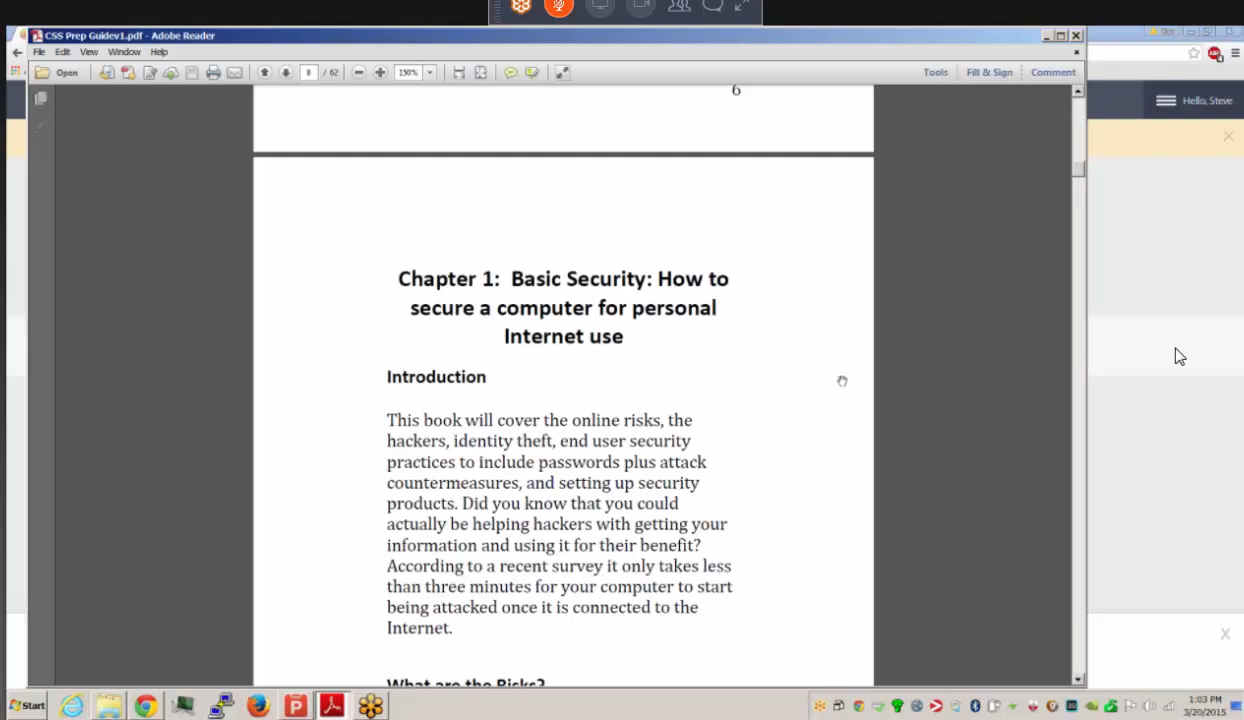 CSS Prep Guidev1.pdf - Adobe Reader
File Edit View Window Help
Open 8 / 62 150% Tools Fill & Sign Comment
Hello, Steve
6
Chapter 1: Basic Security: How to
secure a computer for personal
Internet use
Introduction
This book will cover the online risks, the
hackers, identity theft, end user security
practices to include passwords plus attack
countermeasures, and setting up security
products. Did you know that you could
actually be helping hackers with getting your
information and using it for their benefit?
According to a recent survey it only takes less
than three minutes for your computer to start
being attacked once it is connected to the
Internet.
What are the Risks?
Start
1:03 PM
3/20/2015